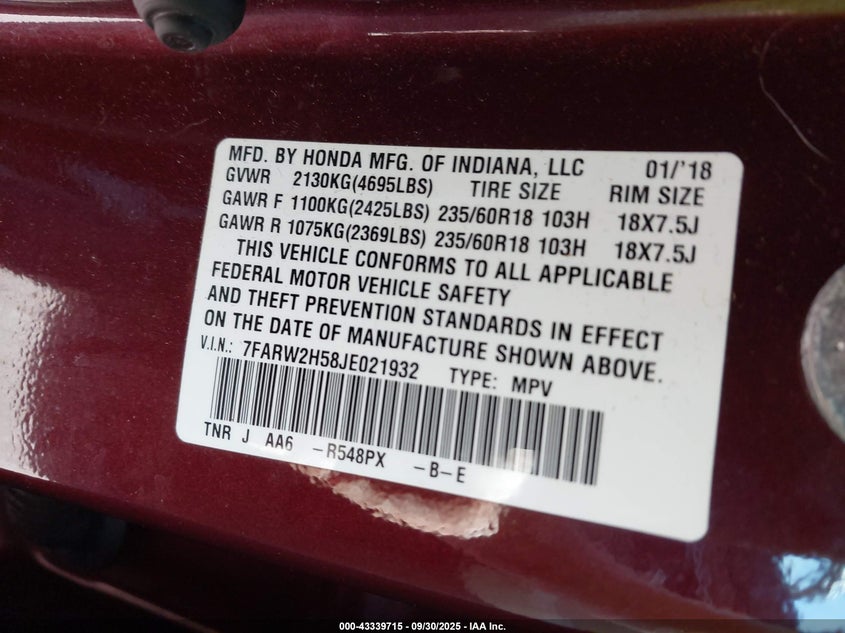 MFD. BY HONDA MFG. OF INDIANA, LLC 01/'18
GVWR 2130KG(4695LBS) TIRE SIZE RIM SIZE
GAWR F 1100KG(2425LBS) 235/60R18 103H 18X7.5J
GAWR R 1075KG(2369LBS) 235/60R18 103H 18X7.5J
THIS VEHICLE CONFORMS TO ALL APPLICABLE
FEDERAL MOTOR VEHICLE SAFETY
AND THEFT PREVENTION STANDARDS IN EFFECT
ON THE DATE OF MANUFACTURE SHOWN ABOVE.
V.I.N.: 7FARW2H58JE021932 TYPE: MPV
TNR J AA6 -R548PX -B-E
000-43339715 - 09/30/2025 - IAA Inc.